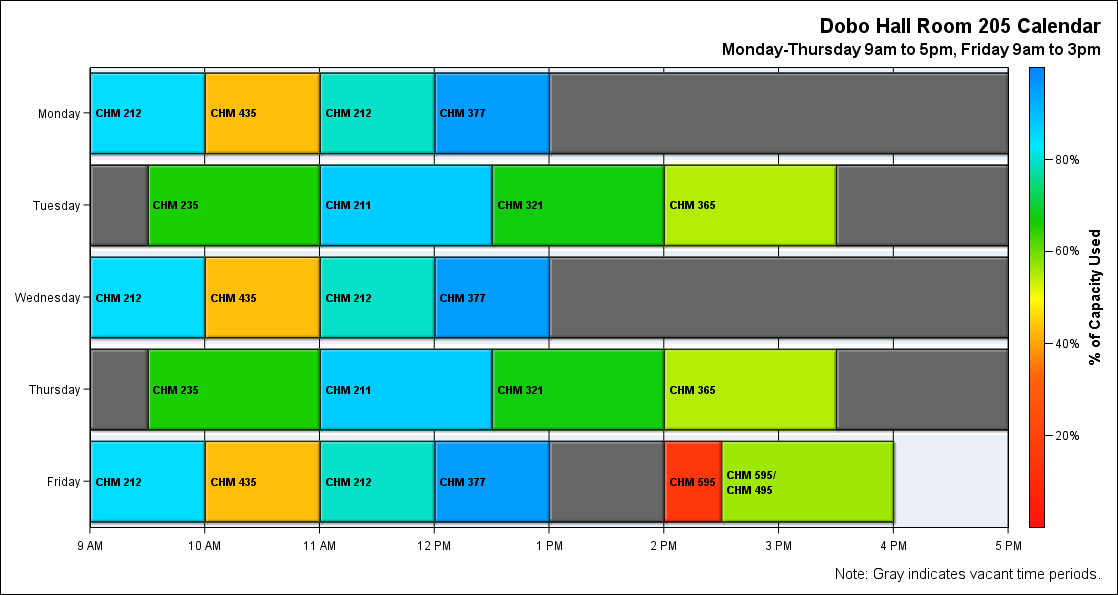 Dobo Hall Room 205 Calendar
Monday-Thursday 9am to 5pm, Friday 9am to 3pm
Monday
CHM 212
CHM 435
CHM 212
CHM 377
Tuesday
CHM 235
CHM 211
CHM 321
CHM 365
Wednesday
CHM 212
CHM 435
CHM 212
CHM 377
Thursday
CHM 235
CHM 211
CHM 321
CHM 365
Friday
CHM 212
CHM 435
CHM 212
CHM 377
CHM 595
CHM 595/
CHM 495
9 AM
10 AM
11 AM
12 PM
1 PM
2 PM
3 PM
4 PM
5 PM
80%
60%
40%
20%
% of Capacity Used
Note: Gray indicates vacant time periods.